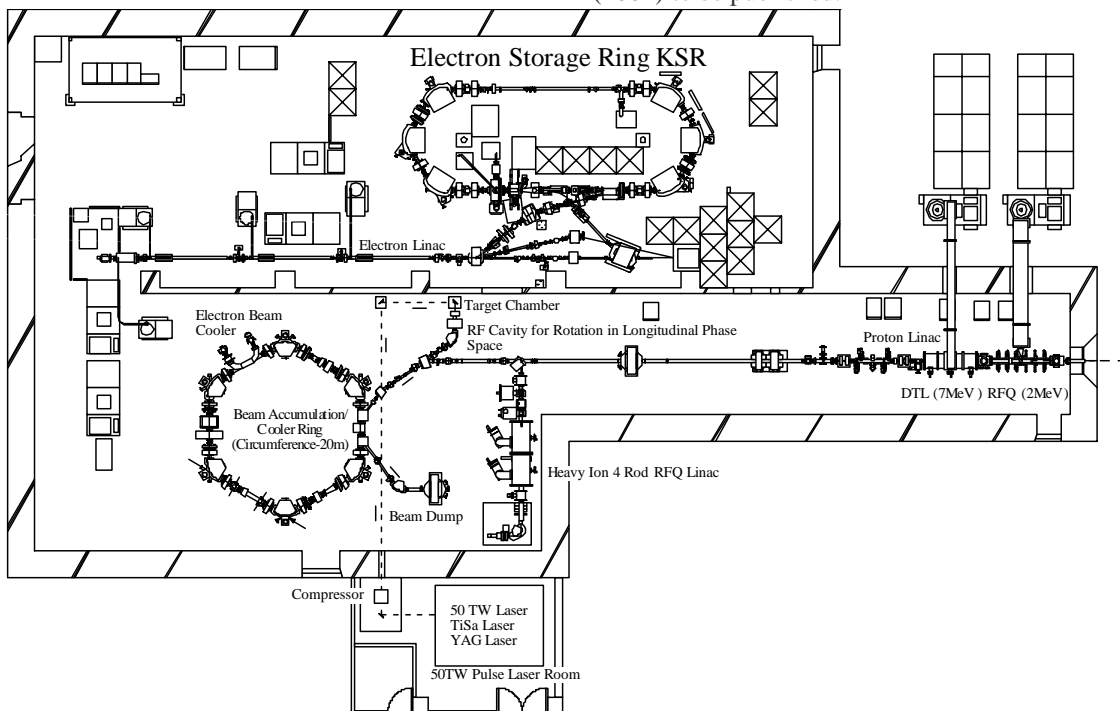 Electron Storage Ring KSR
Electron Linac
Target Chamber
Electron Beam
Cooler
RF Cavity for Rotation in Longitudinal Phase
Space
Proton Linac
DTL (7MeV) RFQ (2MeV)
Beam Accumulation/
Cooler Ring
(Circumference-20m)
Heavy Ion 4 Rod RFQ Linac
Beam Dump
Compressor
50 TW Laser
TiSa Laser
YAG Laser
50TW Pulse Laser Room